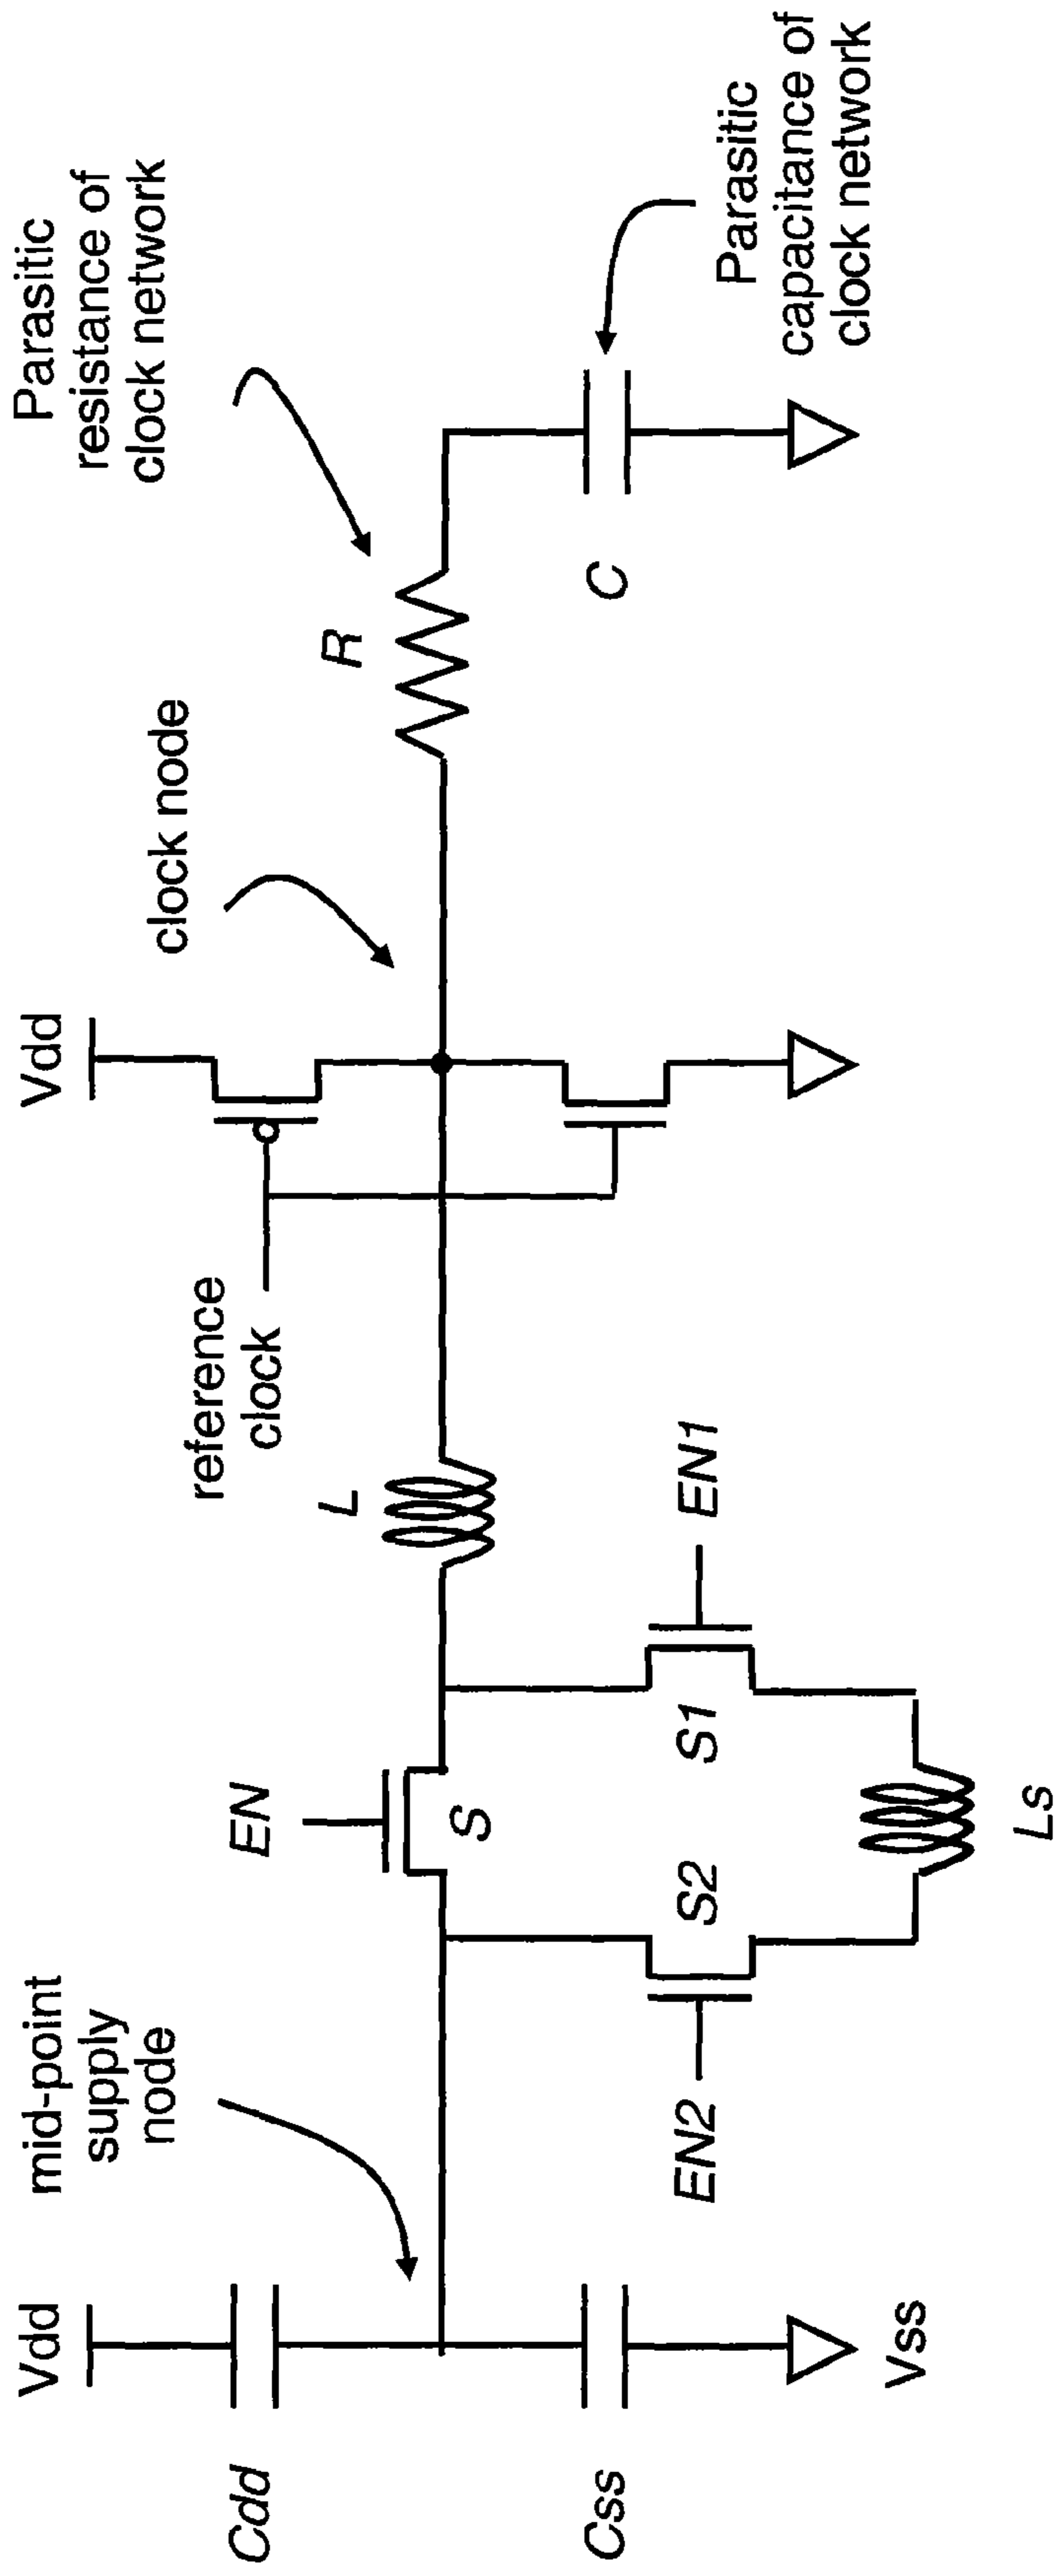 Vdd
Cdd
Css
Vss
mid-point
supply
node
EN
S
EN2
S2
S1
EN1
Ls
L
reference
clock
Vdd
clock node
R
Parasitic
resistance of
clock network
C
Parasitic
capacitance of
clock network